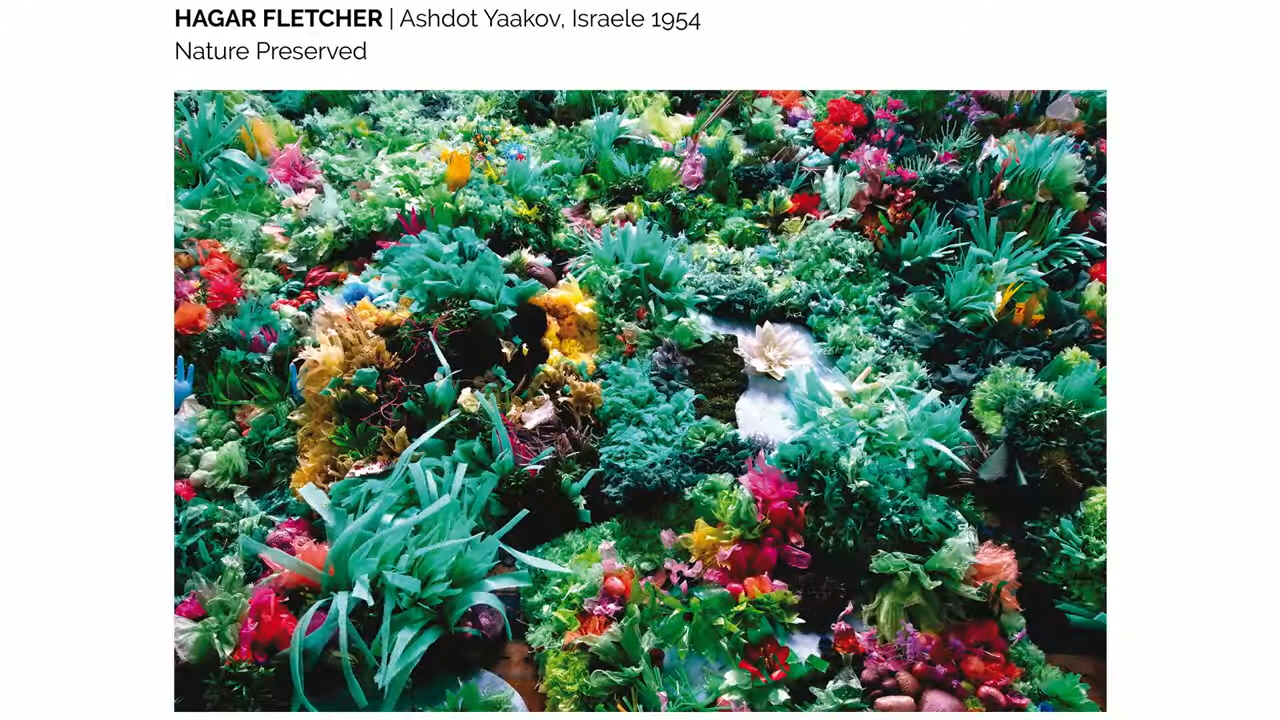 HAGAR FLETCHER | Ashdot Yaakov, Israele 1954
Nature Preserved